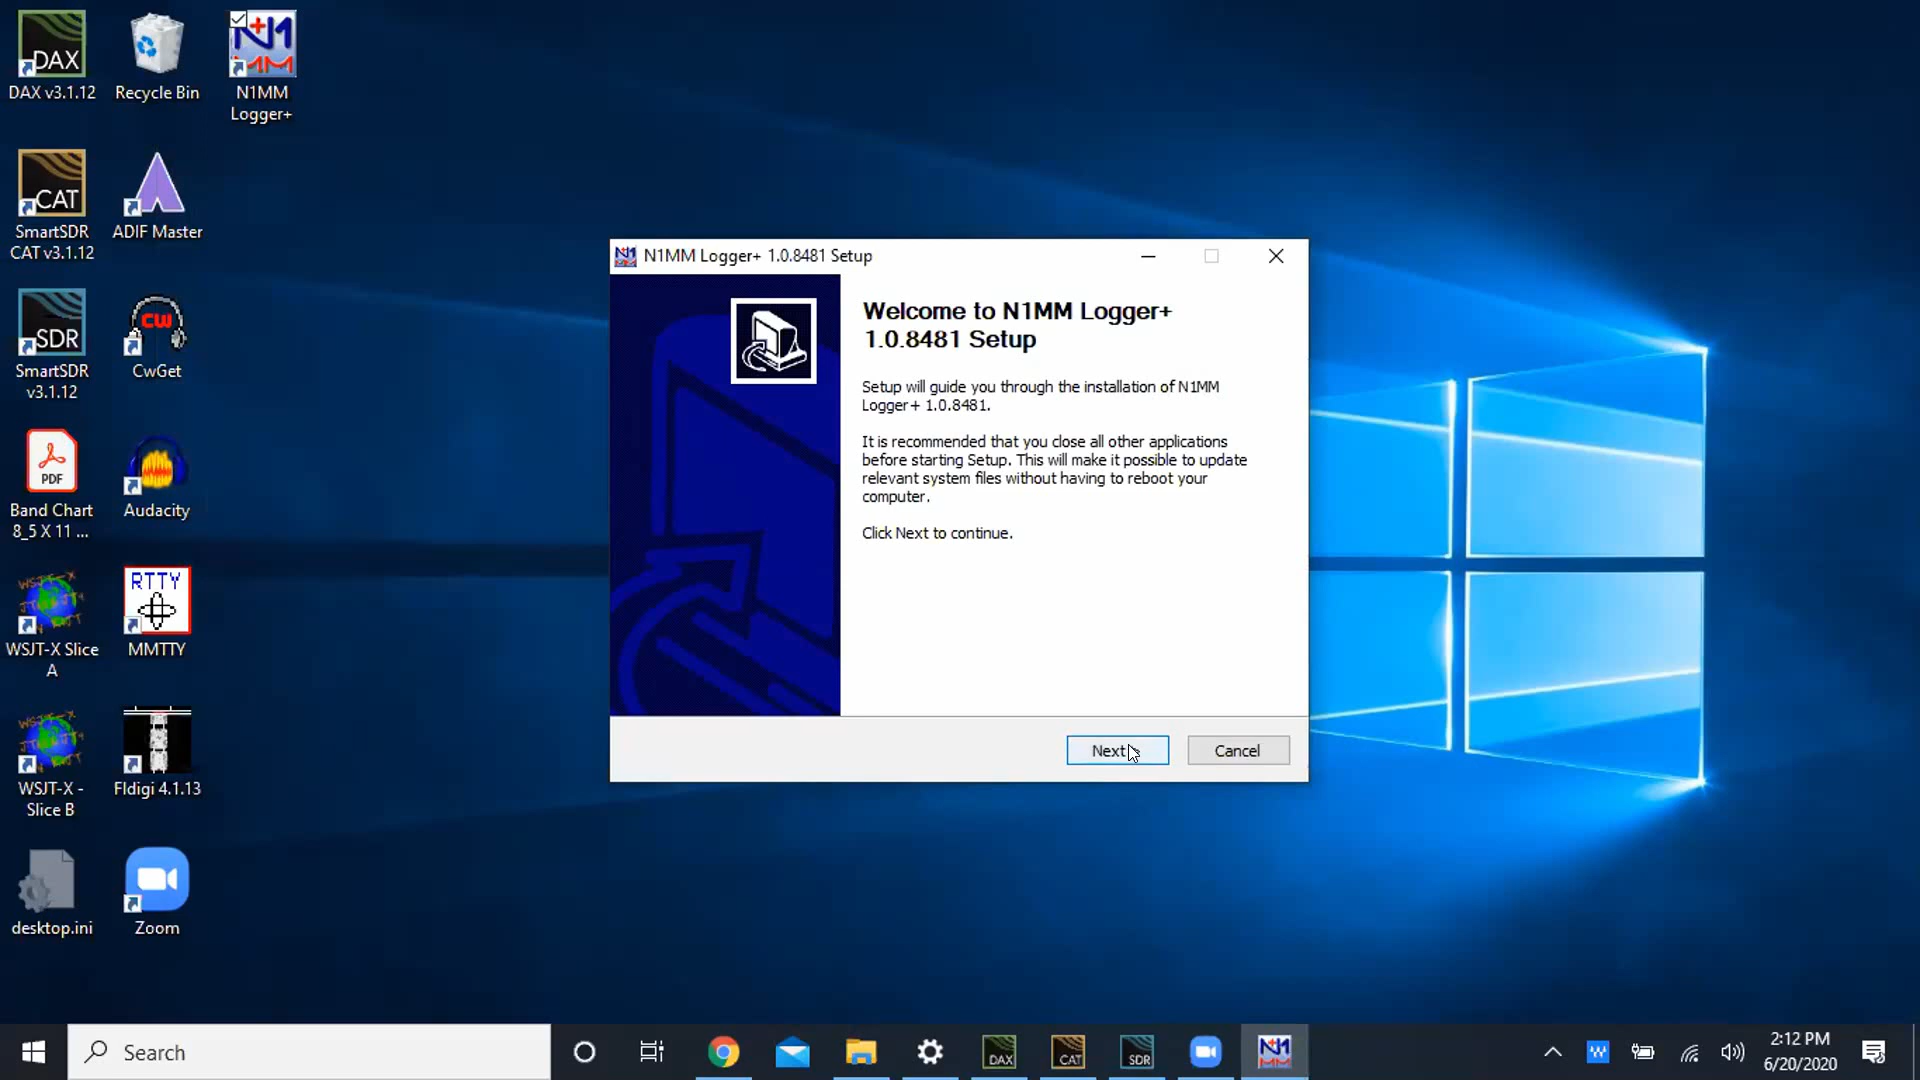 DAX
DAX v3.1.12
Recycle Bin
N1
MM
N1MM
Logger+
CAT
SmartSDR
CAT v3.1.12
ADIF Master
SDR
SmartSDR
v3.1.12
CW
CwGet
PDF
Band Chart
8_5 X 11 ...
Audacity
WSJT-X
WSJT-X Slice
A
RTTY
MMTTY
WSJT-X
WSJT-X -
Slice B
Fldigi 4.1.13
desktop.ini
Zoom
N1MM Logger+ 1.0.8481 Setup
Welcome to N1MM Logger+
1.0.8481 Setup
Setup will guide you through the installation of N1MM
Logger+ 1.0.8481.
It is recommended that you close all other applications
before starting Setup. This will make it possible to update
relevant system files without having to reboot your
computer.
Click Next to continue.
Next
Cancel
Search
DAX
CAT
SDR
N1
MM
W
2:12 PM
6/20/2020